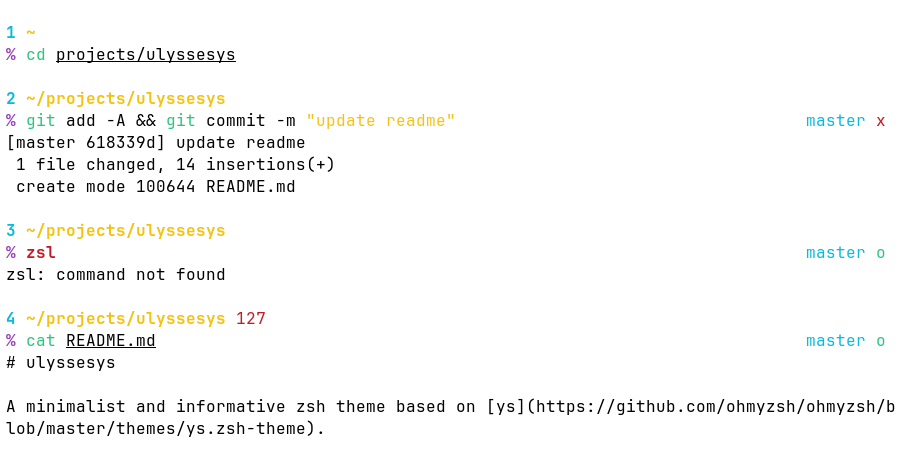 1 ~
% cd projects/ulyssesys
2 ~/projects/ulyssesys
% git add -A && git commit -m "update readme" master x
[master 618339d] update readme
 1 file changed, 14 insertions(+)
 create mode 100644 README.md
3 ~/projects/ulyssesys
% zsl master o
zsl: command not found
4 ~/projects/ulyssesys 127
% cat README.md master o
# ulyssesys
A minimalist and informative zsh theme based on [ys](https://github.com/ohmyzsh/ohmyzsh/b
lob/master/themes/ys.zsh-theme).